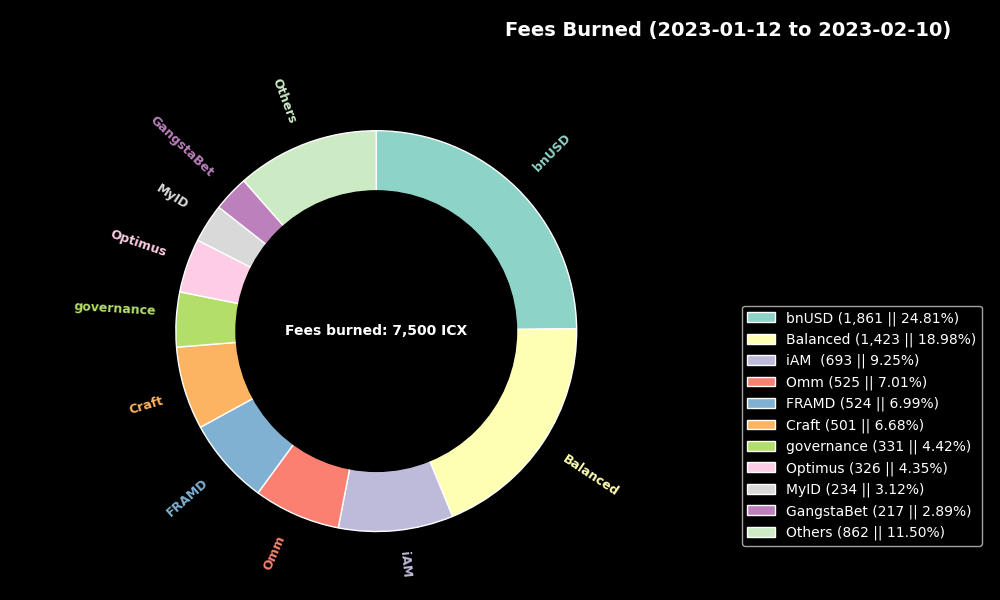 Fees Burned (2023-01-12 to 2023-02-10)
Others
bnUSD
GangstaBet
MyID
Optimus
governance
Fees burned: 7,500 ICX
Craft
Balanced
FRAMD
Omm
iAM
bnUSD (1,861 || 24.81%)
Balanced (1,423 || 18.98%)
iAM  (693 || 9.25%)
Omm (525 || 7.01%)
FRAMD (524 || 6.99%)
Craft (501 || 6.68%)
governance (331 || 4.42%)
Optimus (326 || 4.35%)
MyID (234 || 3.12%)
GangstaBet (217 || 2.89%)
Others (862 || 11.50%)